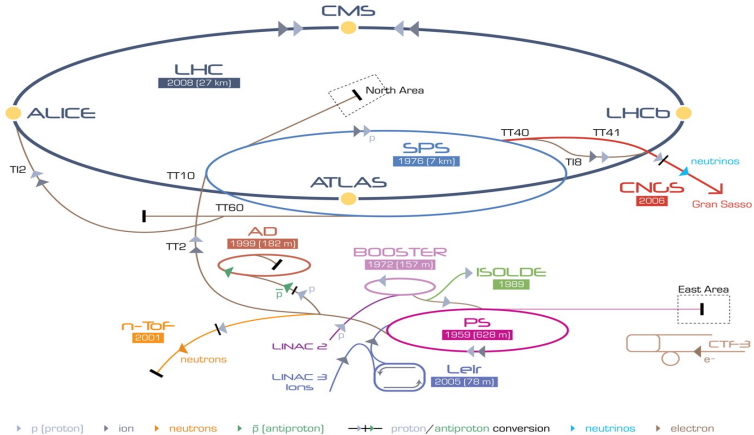 CMS
LHC
2008 (27 km)
North Area
ALICE
LHCb
TT40
TT41
SPS
1976 (7 km)
TI8
TI2
TT10
ATLAS
neutrinos
CNGS
2006
Gran Sasso
p
TT60
AD
1999 (182 m)
TT2
BOOSTER
1972 (157 m)
ISOLDE
1989
East Area
p̅
p
n-ToF
2001
LINAC 2
p
PS
1959 (628 m)
CTF-3
e-
neutrons
LINAC 3
Ions
Leir
2005 (78 m)
p (proton)
ion
neutrons
p̅ (antiproton)
proton/antiproton conversion
neutrinos
electron